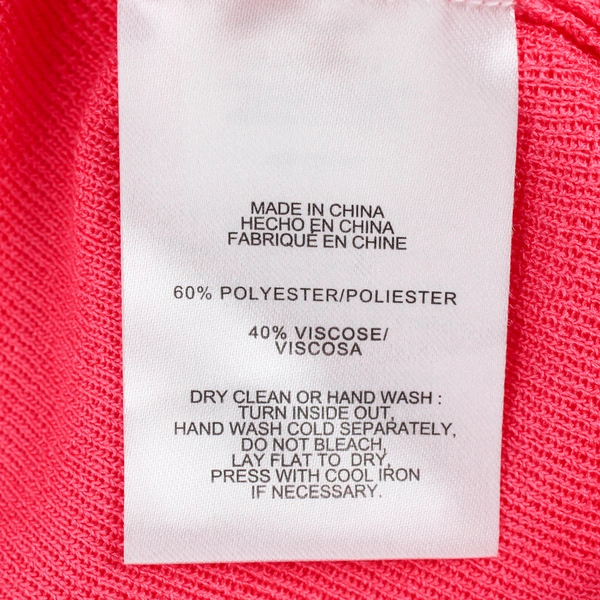 MADE IN CHINA
HECHO EN CHINA
FABRIQUÉ EN CHINE
60% POLYESTER/POLIESTER
40% VISCOSE/
VISCOSA
DRY CLEAN OR HAND WASH :
TURN INSIDE OUT,
HAND WASH COLD SEPARATELY,
DO NOT BLEACH,
LAY FLAT TO DRY,
PRESS WITH COOL IRON
IF NECESSARY.